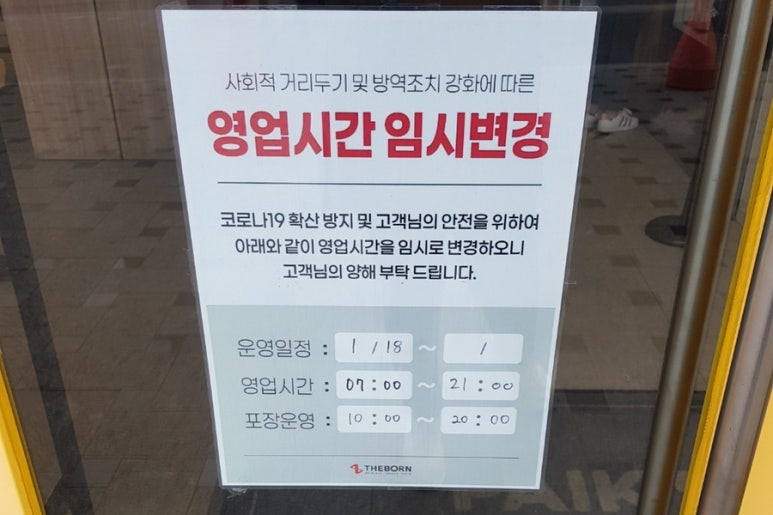 사회적 거리두기 및 방역조치 강화에 따른
영업시간 임시변경
코로나19 확산 방지 및 고객님의 안전을 위하여
아래와 같이 영업시간을 임시로 변경하오니
고객님의 양해 부탁 드립니다.
운영일정 : 1 / 18 ~ /
영업시간 : 07 : 00 ~ 21 : 00
포장운영 : 10 : 00 ~ 20 : 00
THEBORN
PAIK'S